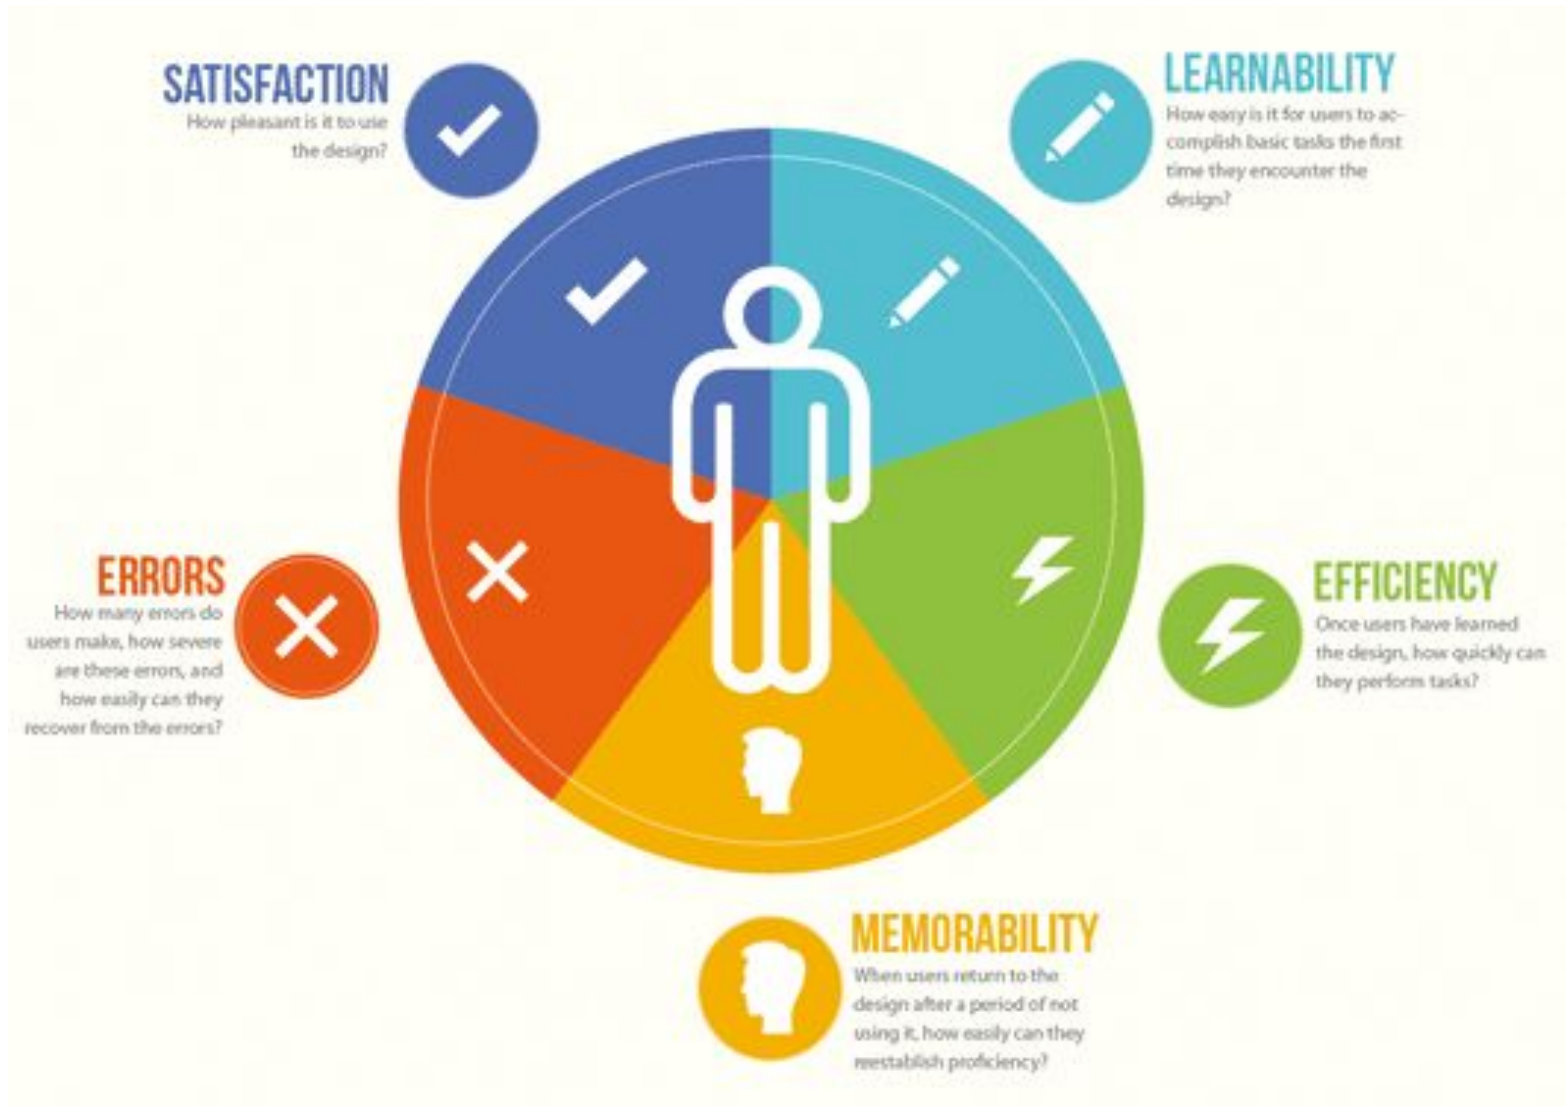 SATISFACTION
How pleasant is it to use
the design?
LEARNABILITY
How easy is it for users to ac-
complish basic tasks the first
time they encounter the
design?
ERRORS
How many errors do
users make, how severe
are these errors, and
how easily can they
recover from the errors?
EFFICIENCY
Once users have learned
the design, how quickly can
they perform tasks?
MEMORABILITY
When users return to the
design after a period of not
using it, how easily can they
reestablish proficiency?